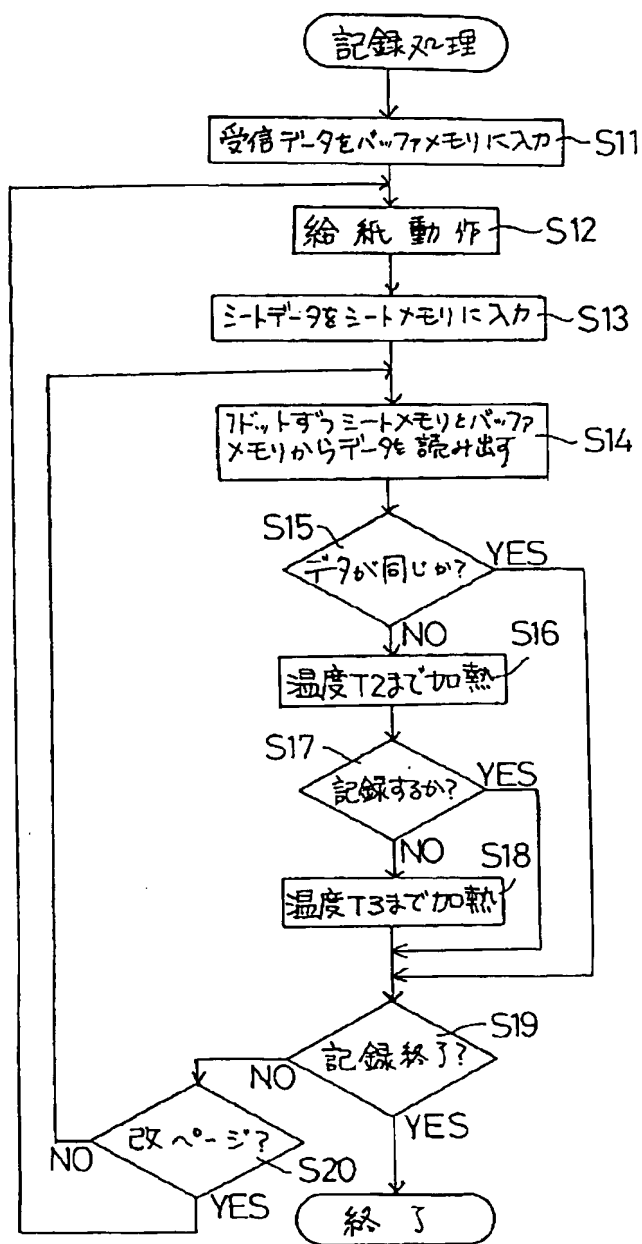 記録処理
受信データをバッファメモリに入力
S11
給紙動作
S12
シートデータをシートメモリに入力
S13
1ドットずつシートメモリとバッファ
メモリからデータを読み出す
S14
S15
データが同じか?
YES
NO
S16
温度T2まで加熱
S17
記録するか?
YES
NO
S18
温度T3まで加熱
S19
記録終了?
NO
YES
改ページ?
NO
S20
YES
終了